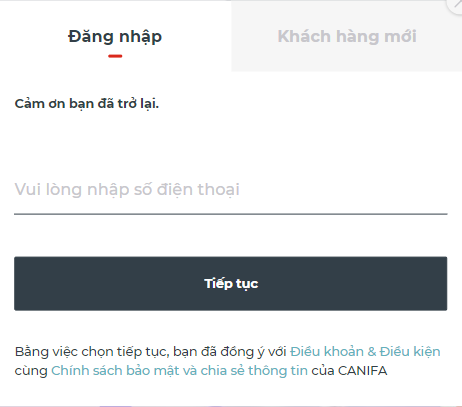 Đăng nhập
Khách hàng mới
Cảm ơn bạn đã trở lại.
Vui lòng nhập số điện thoại
Tiếp tục
Bằng việc chọn tiếp tục, bạn đã đồng ý với Điều khoản & Điều kiện
cùng Chính sách bảo mật và chia sẻ thông tin của CANIFA